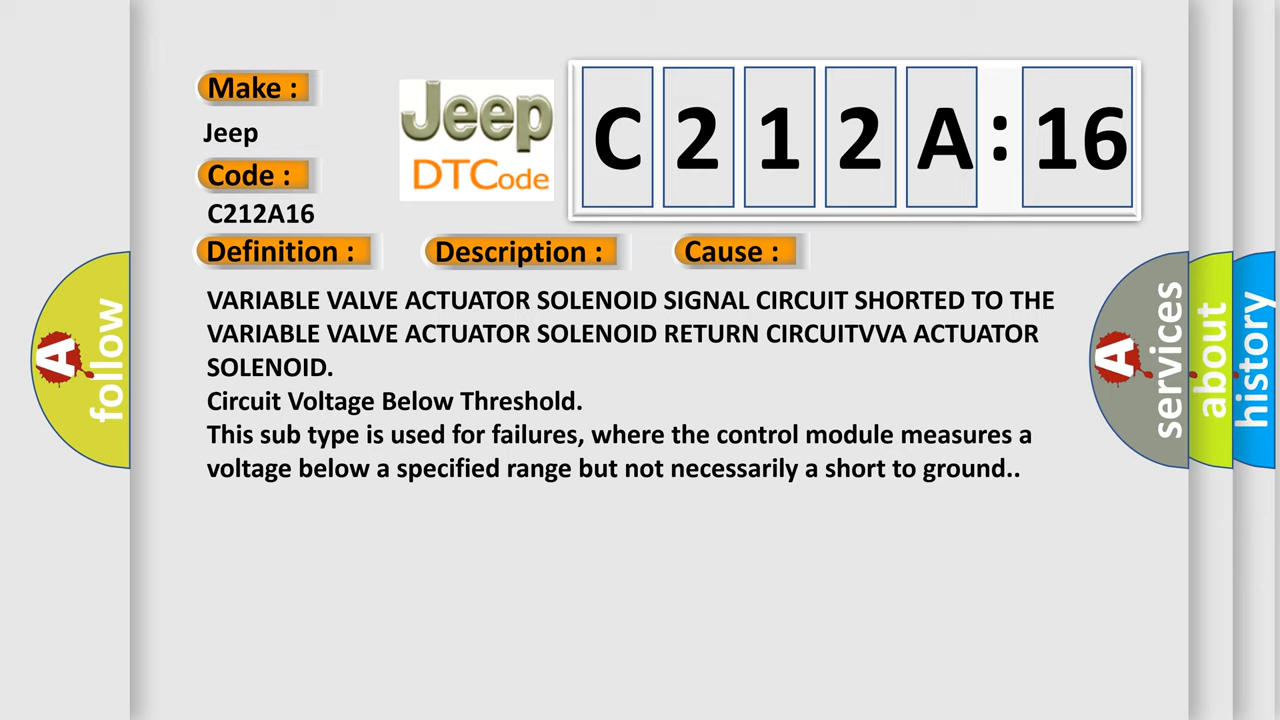 Make :
Jeep
Code :
C212A16
Jeep
DTCode
C212A:16
Definition :
Description :
Cause :
VARIABLE VALVE ACTUATOR SOLENOID SIGNAL CIRCUIT SHORTED TO THE
VARIABLE VALVE ACTUATOR SOLENOID RETURN CIRCUITVVA ACTUATOR
SOLENOID.
Circuit Voltage Below Threshold.
This sub type is used for failures, where the control module measures a
voltage below a specified range but not necessarily a short to ground..
A
follow
A
services
about
history